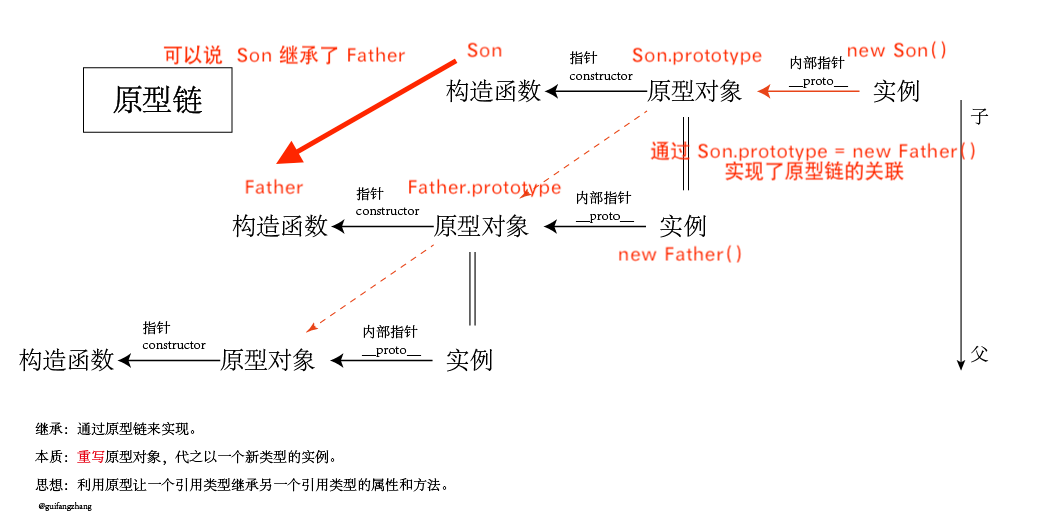 可以说 Son 继承了 Father
Son
Son.prototype
new Son()
原型链
构造函数
指针
constructor
原型对象
内部指针
__proto__
实例
子
通过 Son.prototype = new Father()
实现了原型链的关联
Father
Father.prototype
构造函数
指针
constructor
原型对象
内部指针
__proto__
实例
new Father()
构造函数
指针
constructor
原型对象
内部指针
__proto__
实例
父
继承：通过原型链来实现。
本质：重写原型对象，代之以一个新类型的实例。
思想：利用原型让一个引用类型继承另一个引用类型的属性和方法。
@guifangzhang